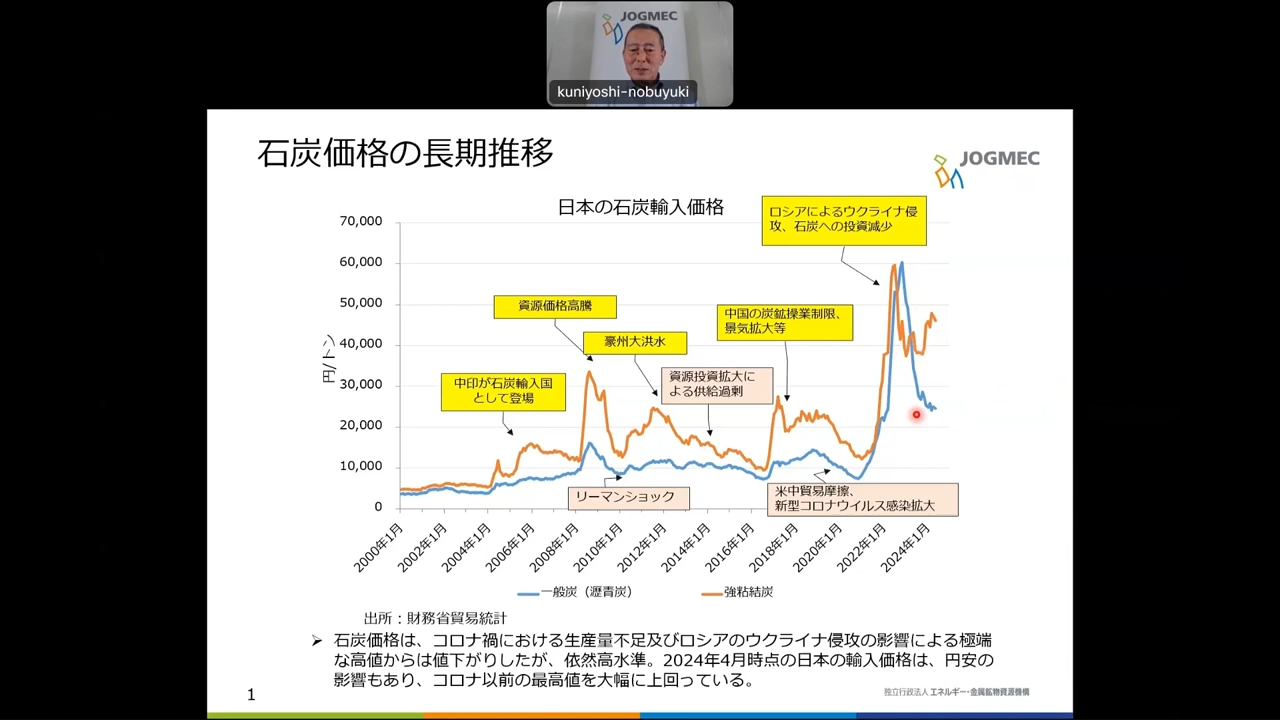 JOGMEC
kuniyoshi-nobuyuki
石炭価格の長期推移
JOGMEC
日本の石炭輸入価格
ロシアによるウクライナ侵
攻、石炭への投資減少
資源価格高騰
豪州大洪水
中国の炭鉱操業制限、
景気拡大等
中印が石炭輸入国
として登場
資源投資拡大に
よる供給過剰
リーマンショック
米中貿易摩擦、
新型コロナウイルス感染拡大
円/トン
70,000
60,000
50,000
40,000
30,000
20,000
10,000
0
2000年1月
2002年1月
2004年1月
2006年1月
2008年1月
2010年1月
2012年1月
2014年1月
2016年1月
2018年1月
2020年1月
2022年1月
2024年1月
一般炭（瀝青炭）
強粘結炭
出所：財務省貿易統計
➢ 石炭価格は、コロナ禍における生産量不足及びロシアのウクライナ侵攻の影響による極端
な高値からは値下がりしたが、依然高水準。2024年4月時点の日本の輸入価格は、円安の
影響もあり、コロナ以前の最高値を大幅に上回っている。
1
独立行政法人 エネルギー・金属鉱物資源機構